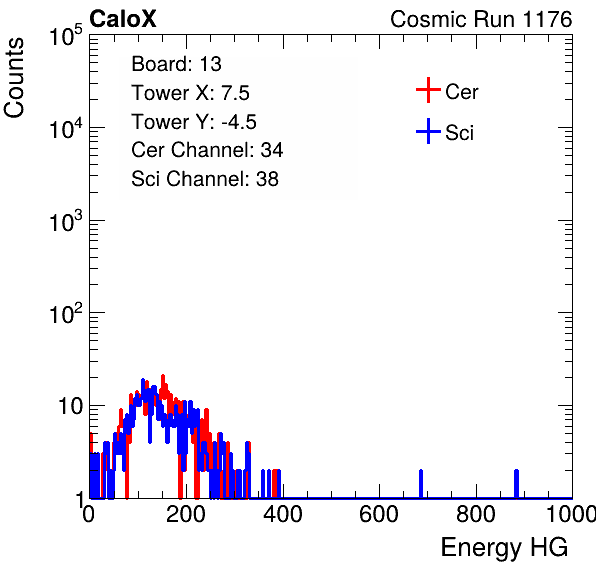 CaloX Cosmic Run 1176
Counts
10^5
10^4
10^3
10^2
10
1
Board: 13
Tower X: 7.5
Tower Y: -4.5
Cer Channel: 34
Sci Channel: 38
Cer
Sci
0 200 400 600 800 1000
Energy HG